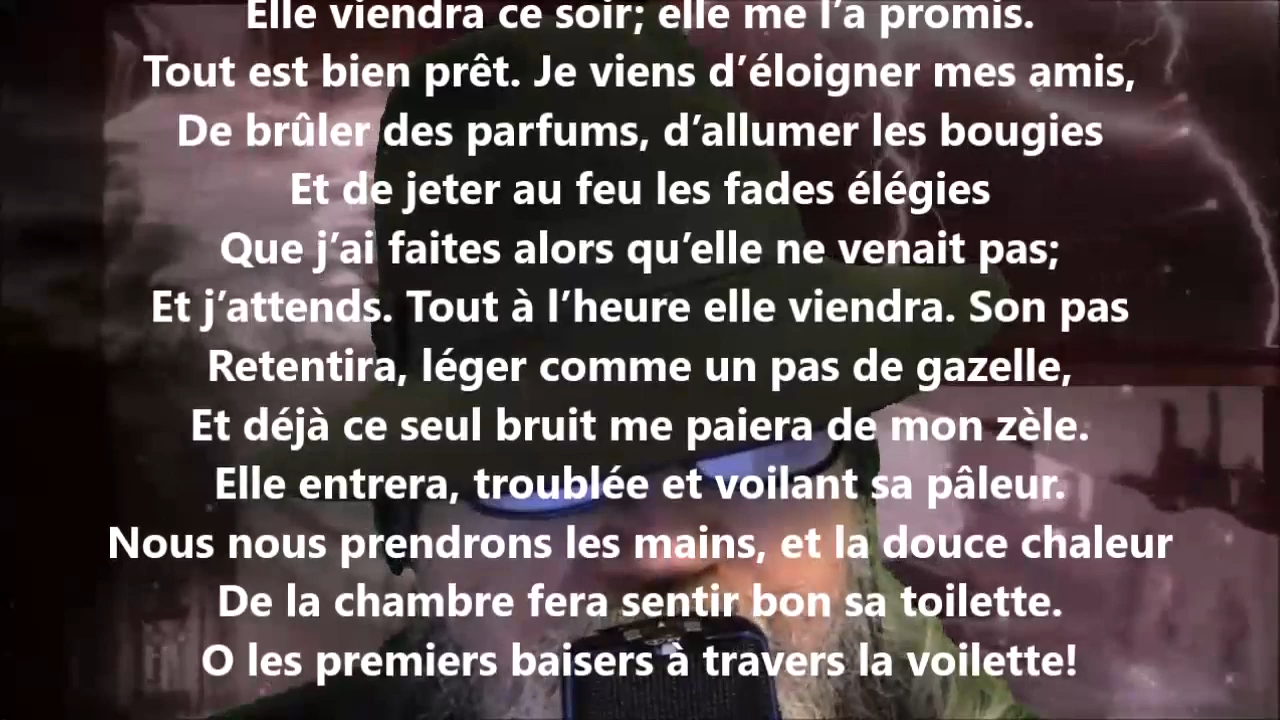 Elle viendra ce soir; elle me l’a promis.
Tout est bien prêt. Je viens d’éloigner mes amis,
De brûler des parfums, d’allumer les bougies
Et de jeter au feu les fades élégies
Que j’ai faites alors qu’elle ne venait pas;
Et j’attends. Tout à l’heure elle viendra. Son pas
Retentira, léger comme un pas de gazelle,
Et déjà ce seul bruit me paiera de mon zèle.
Elle entrera, troublée et voilant sa pâleur.
Nous nous prendrons les mains, et la douce chaleur
De la chambre fera sentir bon sa toilette.
O les premiers baisers à travers la voilette!